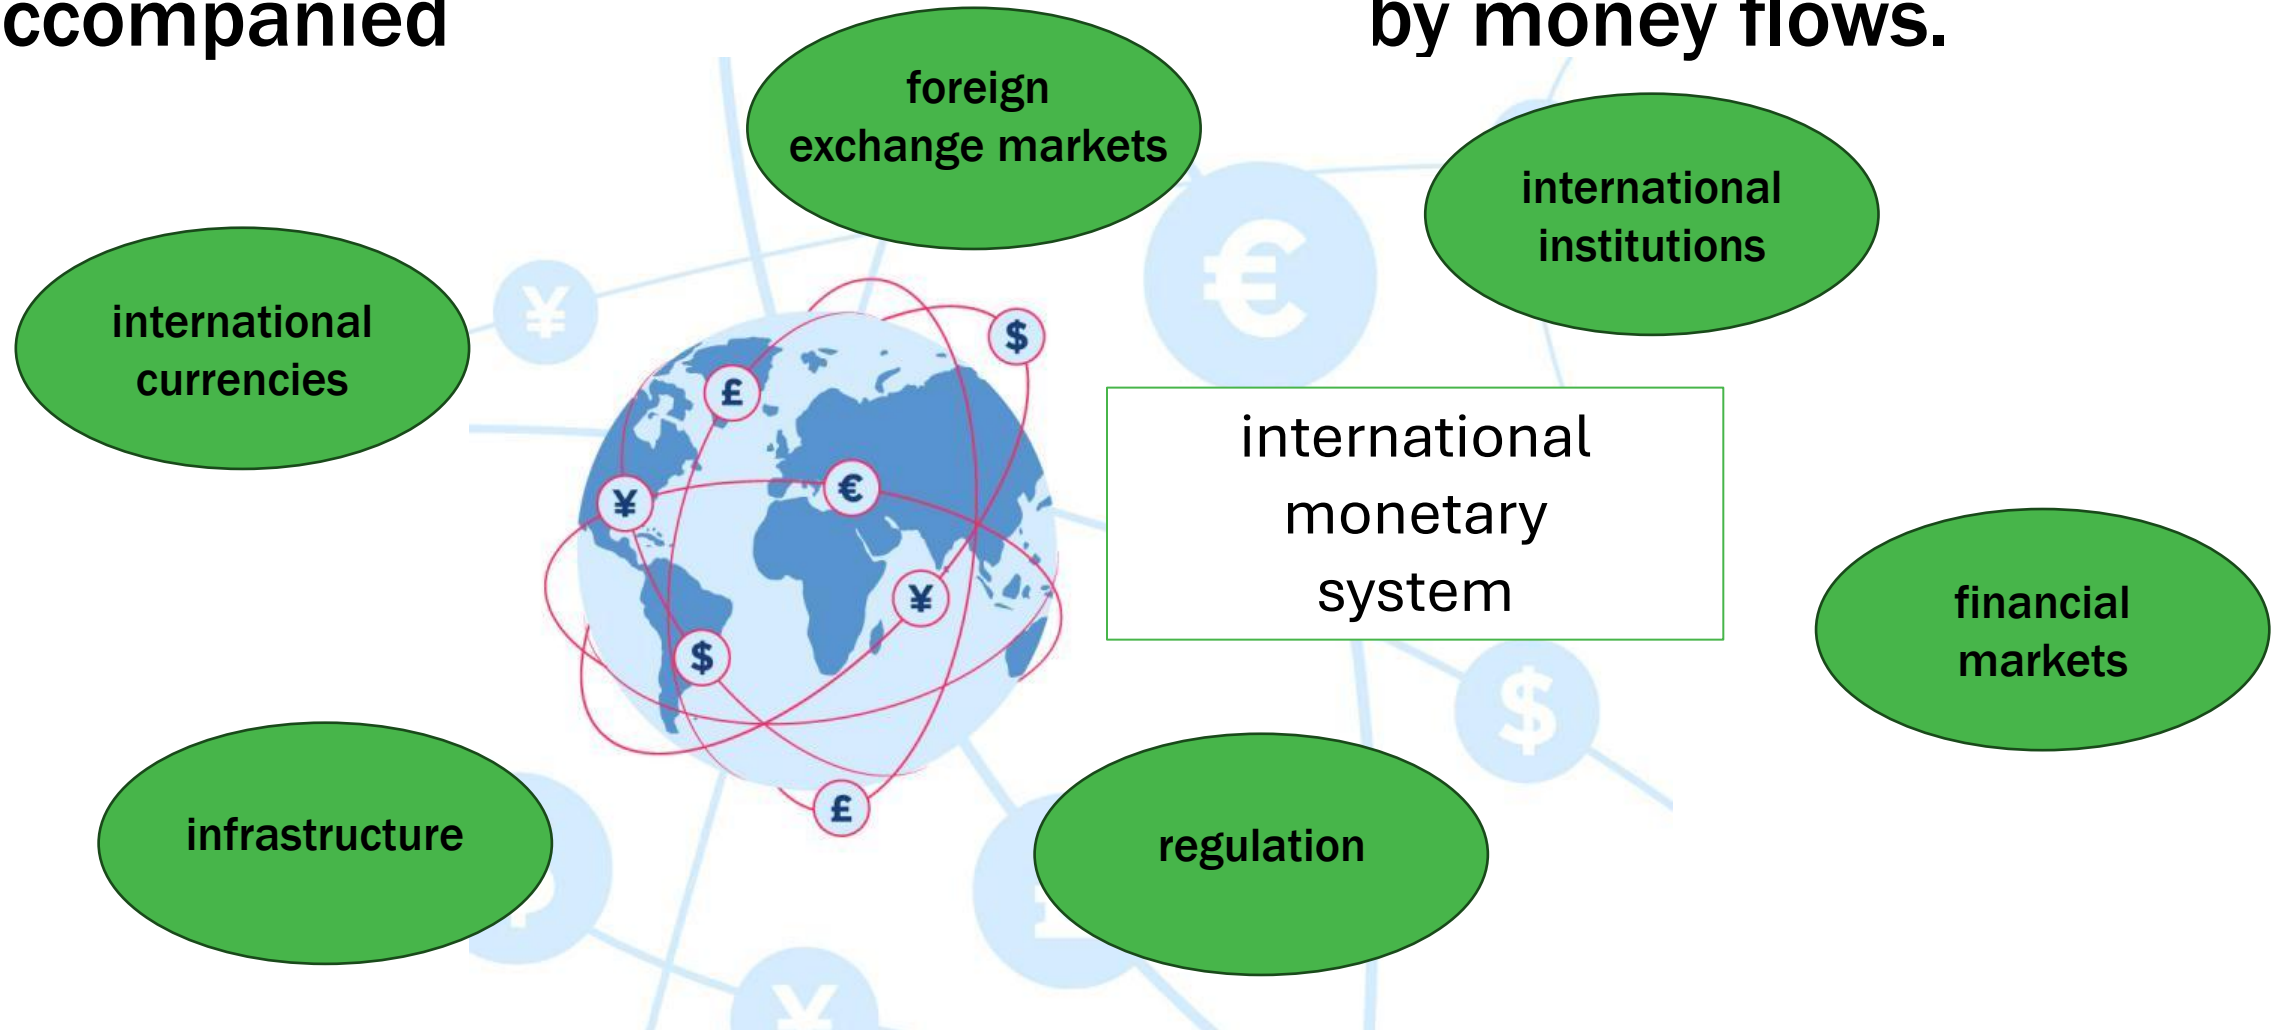 ccompanied by money flows.
foreign
exchange markets
international
institutions
international
currencies
international
monetary
system
financial
markets
infrastructure
regulation
¥
€
$
£
¥
€
¥
$
£
$
¥